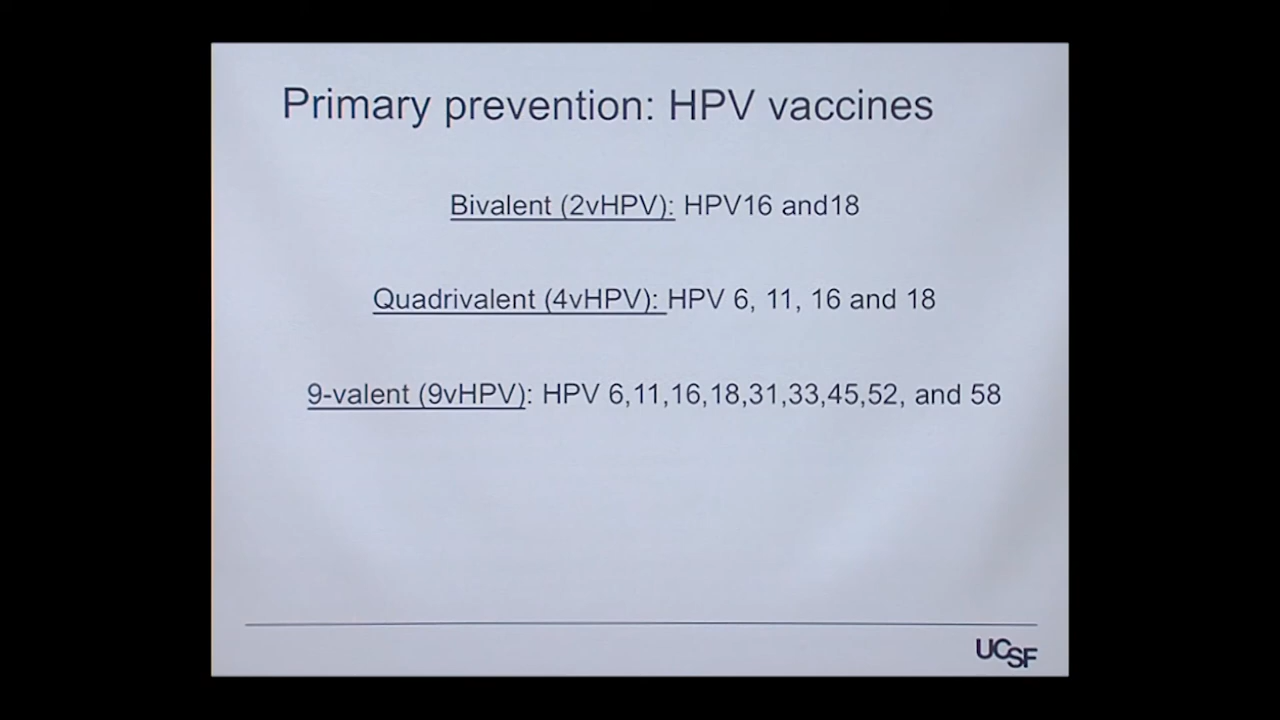 Primary prevention: HPV vaccines
Bivalent (2vHPV): HPV16 and18
Quadrivalent (4vHPV): HPV 6, 11, 16 and 18
9-valent (9vHPV): HPV 6,11,16,18,31,33,45,52, and 58
UCSF